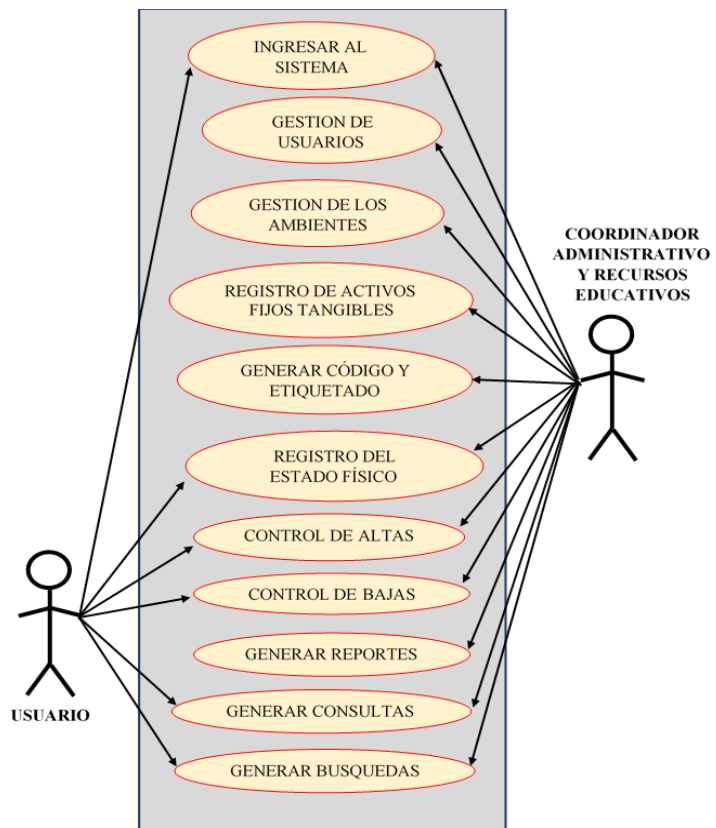 INGRESAR AL
SISTEMA
GESTION DE
USUARIOS
GESTION DE LOS
AMBIENTES
COORDINADOR
ADMINISTRATIVO
Y RECURSOS
EDUCATIVOS
REGISTRO DE ACTIVOS
FIJOS TANGIBLES
GENERAR CÓDIGO Y
ETIQUETADO
REGISTRO DEL
ESTADO FÍSICO
CONTROL DE ALTAS
CONTROL DE BAJAS
GENERAR REPORTES
USUARIO
GENERAR CONSULTAS
GENERAR BUSQUEDAS